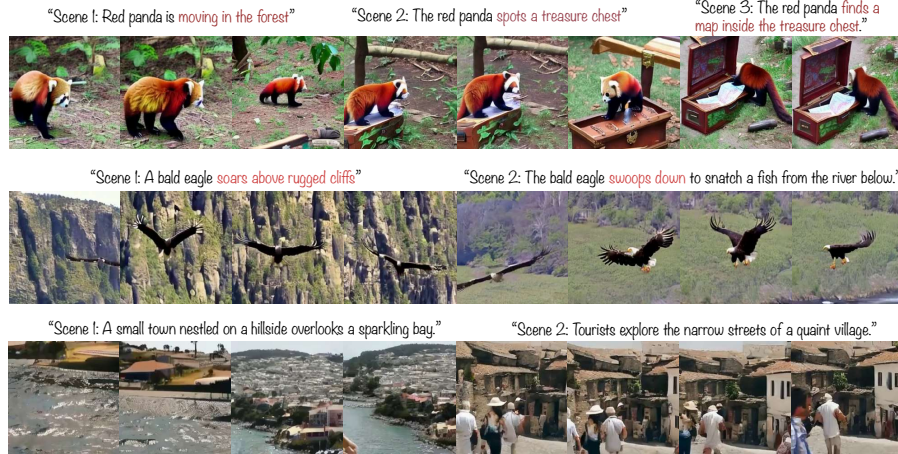 “Scene 1: Red panda is moving in the forest”
“Scene 2: The red panda spots a treasure chest”
“Scene 3: The red panda finds a
map inside the treasure chest.”
“Scene 1: A bald eagle soars above rugged cliffs”
“Scene 2: The bald eagle swoops down to snatch a fish from the river below.”
“Scene 1: A small town nestled on a hillside overlooks a sparkling bay.”
“Scene 2: Tourists explore the narrow streets of a quaint village.”